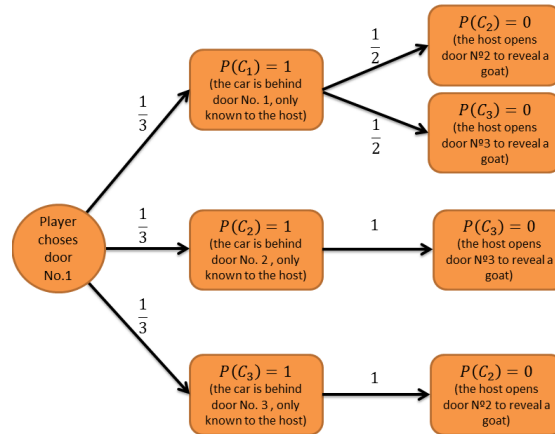 Player
choses
door
No.1
1/3
1/3
1/3
P(C₁) = 1
(the car is behind
door No. 1, only
known to the host)
1/2
1/2
P(C₂) = 0
(the host opens
door №2 to reveal a
goat)
P(C₃) = 0
(the host opens
door №3 to reveal a
goat)
P(C₂) = 1
(the car is behind
door No. 2 , only
known to the host)
1
P(C₃) = 0
(the host opens
door №3 to reveal a
goat)
P(C₃) = 1
(the car is behind
door No. 3 , only
known to the host)
1
P(C₂) = 0
(the host opens
door №2 to reveal a
goat)